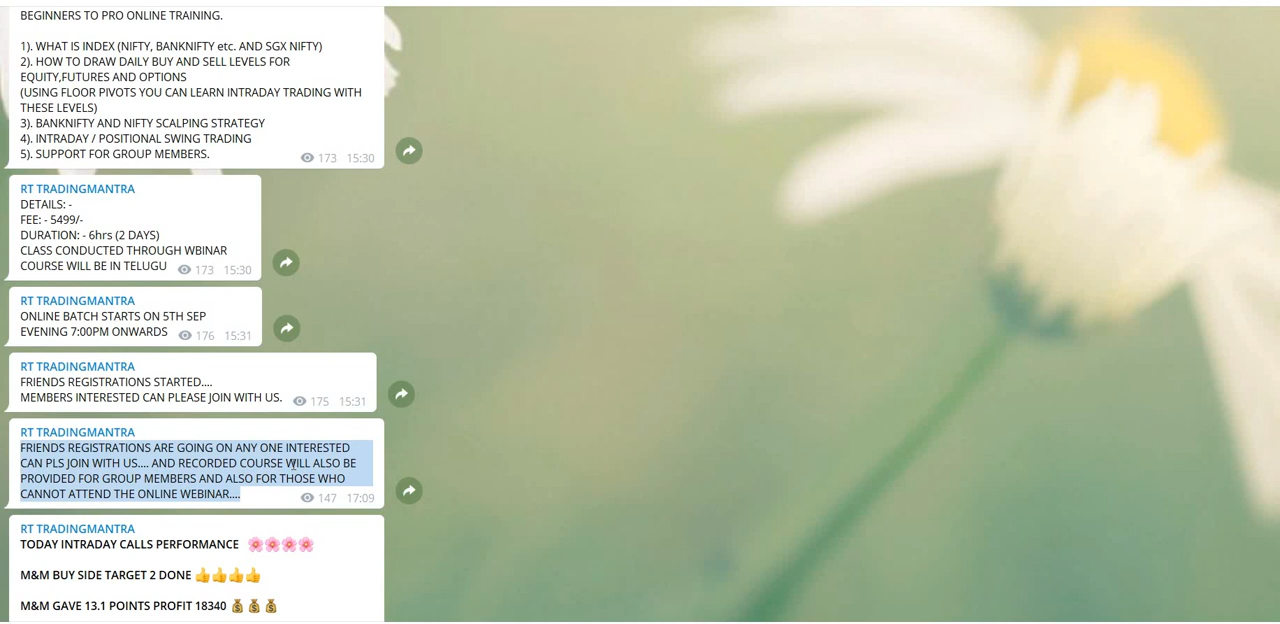 BEGINNERS TO PRO ONLINE TRAINING.
1). WHAT IS INDEX (NIFTY, BANKNIFTY etc. AND SGX NIFTY)
2). HOW TO DRAW DAILY BUY AND SELL LEVELS FOR
EQUITY,FUTURES AND OPTIONS
(USING FLOOR PIVOTS YOU CAN LEARN INTRADAY TRADING WITH
THESE LEVELS)
3). BANKNIFTY AND NIFTY SCALPING STRATEGY
4). INTRADAY / POSITIONAL SWING TRADING
5). SUPPORT FOR GROUP MEMBERS. 173 15:30
RT TRADINGMANTRA
DETAILS: -
FEE: - 5499/-
DURATION: - 6hrs (2 DAYS)
CLASS CONDUCTED THROUGH WBINAR
COURSE WILL BE IN TELUGU 173 15:30
RT TRADINGMANTRA
ONLINE BATCH STARTS ON 5TH SEP
EVENING 7:00PM ONWARDS 176 15:31
RT TRADINGMANTRA
FRIENDS REGISTRATIONS STARTED....
MEMBERS INTERESTED CAN PLEASE JOIN WITH US. 175 15:31
RT TRADINGMANTRA
FRIENDS REGISTRATIONS ARE GOING ON ANY ONE INTERESTED
CAN PLS JOIN WITH US.... AND RECORDED COURSE WILL ALSO BE
PROVIDED FOR GROUP MEMBERS AND ALSO FOR THOSE WHO
CANNOT ATTEND THE ONLINE WEBINAR.... 147 17:09
RT TRADINGMANTRA
TODAY INTRADAY CALLS PERFORMANCE 🌸🌸🌸🌸
M&M BUY SIDE TARGET 2 DONE 👍👍👍👍
M&M GAVE 13.1 POINTS PROFIT 18340 💰💰💰